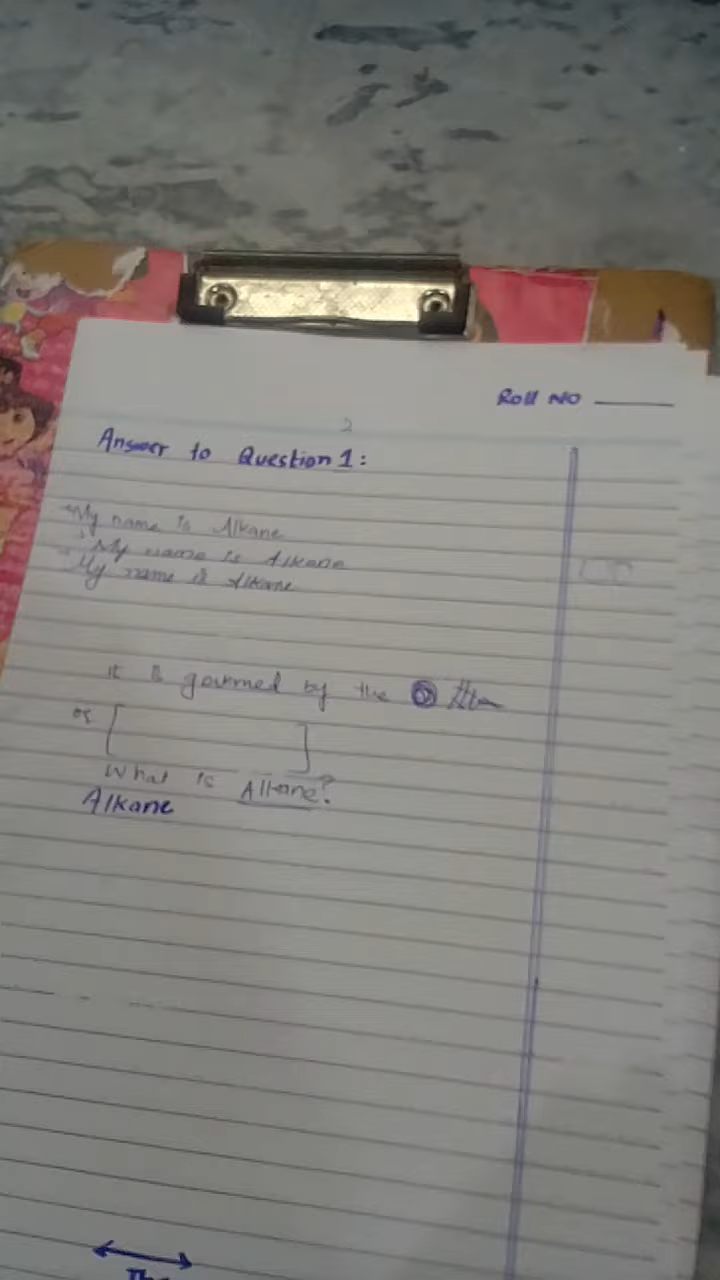 Roll NO
2
Answer to Question 1:
My name is Alkane
My name is Alkane
My name is Alkane
it is governed by the
What is Alkane?
Alkane